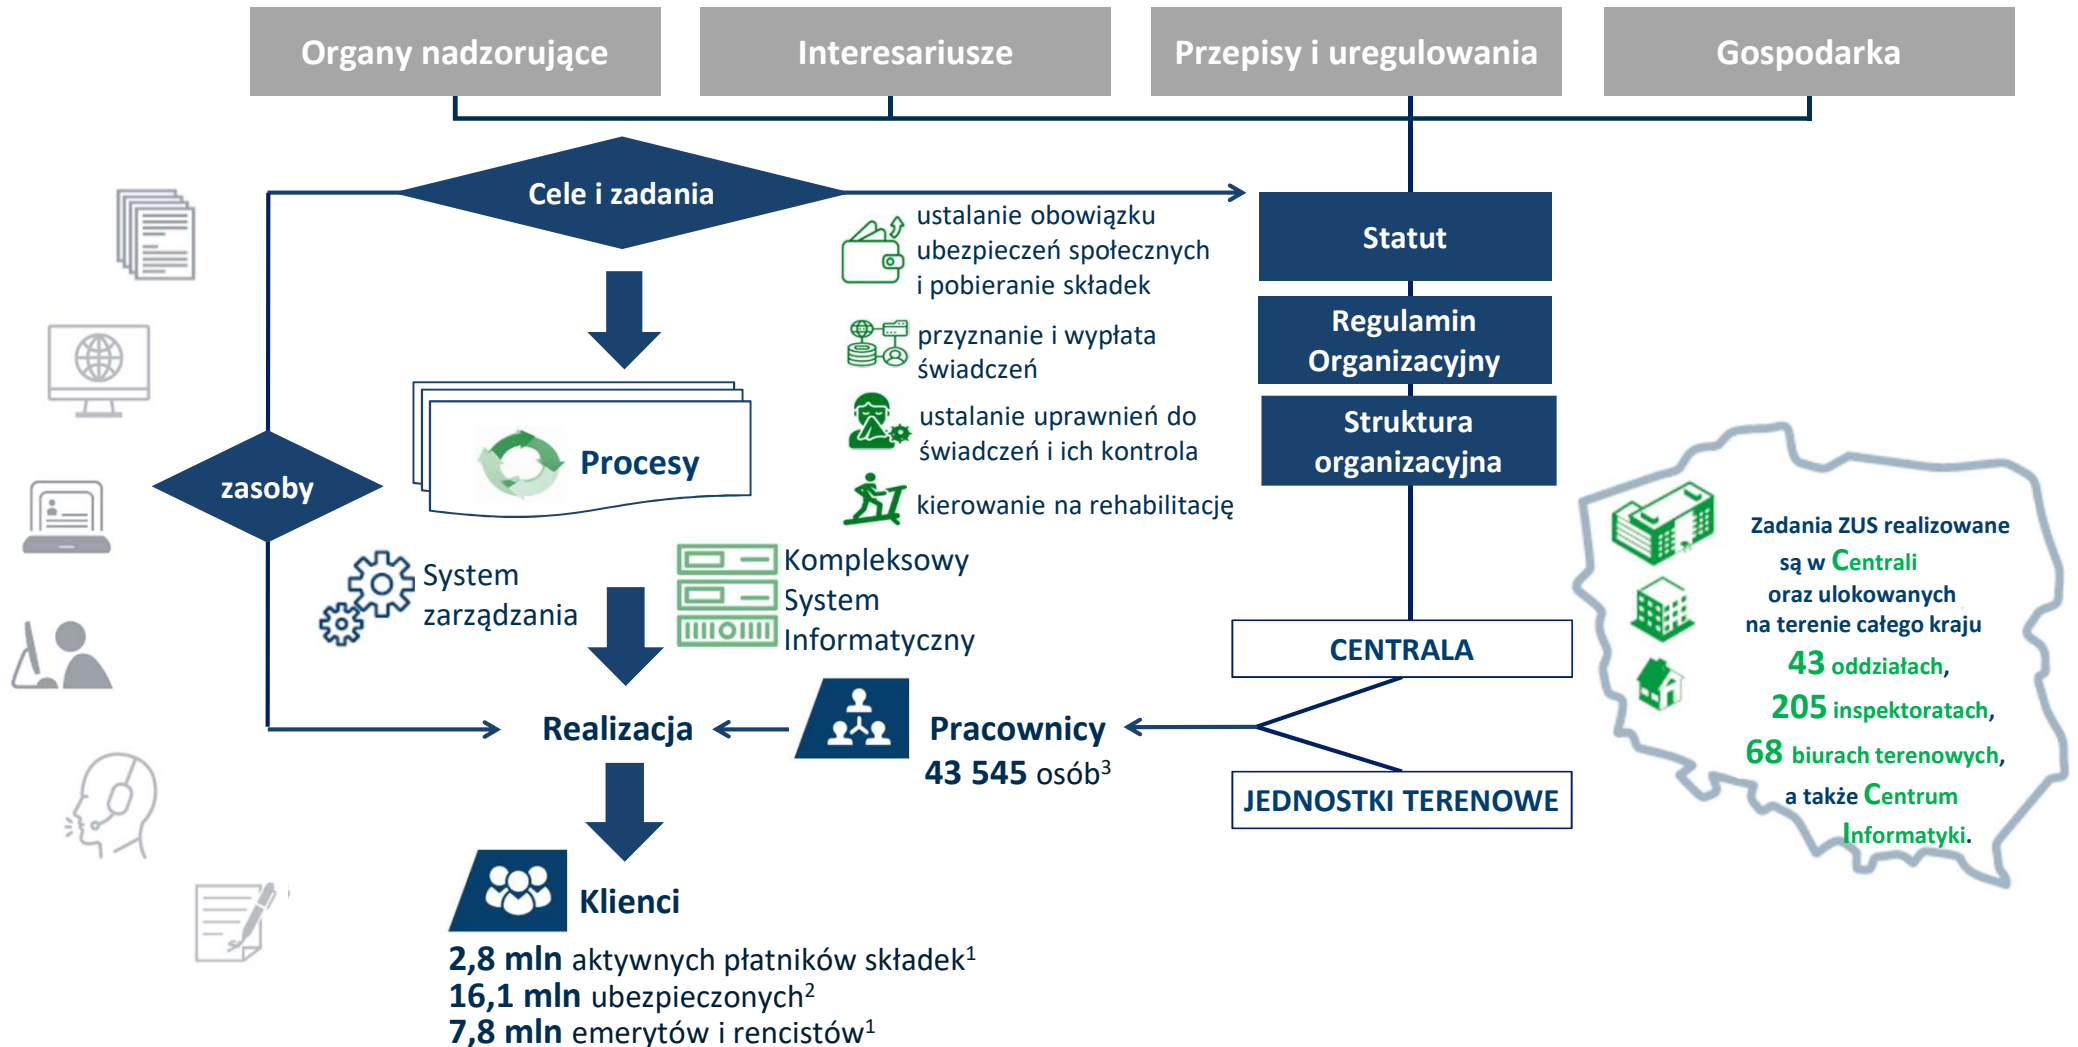 Organy nadzorujące
Interesariusze
Przepisy i uregulowania
Gospodarka
Cele i zadania
ustalanie obowiązku
ubezpieczeń społecznych
i pobieranie składek
przyznanie i wypłata
świadczeń
ustalanie uprawnień do
świadczeń i ich kontrola
kierowanie na rehabilitację
Statut
Regulamin
Organizacyjny
Struktura
organizacyjna
zasoby
Procesy
System
zarządzania
Kompleksowy
System
Informatyczny
CENTRALA
JEDNOSTKI TERENOWE
Realizacja
Pracownicy
43 545 osób³
Zadania ZUS realizowane
są w Centrali
oraz ulokowanych
na terenie całego kraju
43 oddziałach,
205 inspektoratach,
68 biurach terenowych,
a także Centrum
Informatyki.
Klienci
2,8 mln aktywnych płatników składek¹
16,1 mln ubezpieczonych²
7,8 mln emerytów i rencistów¹